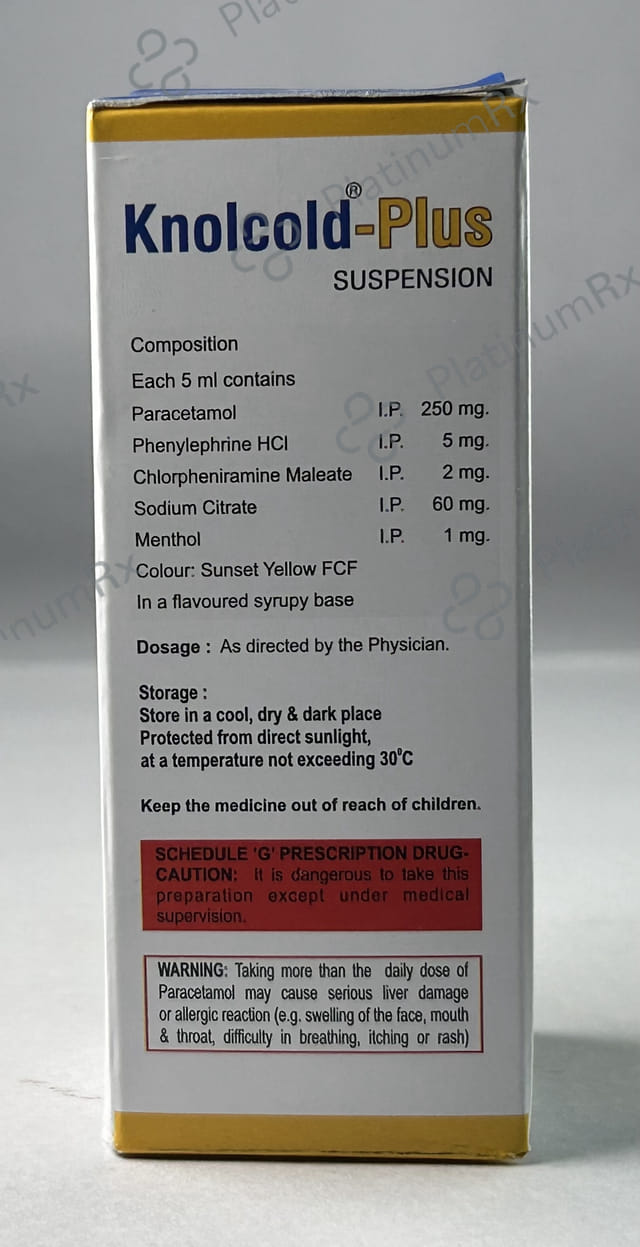 PlatinumRx
Knolcold®-Plus
SUSPENSION
Composition
Each 5 ml contains
Paracetamol I.P. 250 mg.
Phenylephrine HCl I.P. 5 mg.
Chlorpheniramine Maleate I.P. 2 mg.
Sodium Citrate I.P. 60 mg.
Menthol I.P. 1 mg.
Colour: Sunset Yellow FCF
In a flavoured syrupy base
Dosage : As directed by the Physician.
Storage :
Store in a cool, dry & dark place
Protected from direct sunlight,
at a temperature not exceeding 30⁰C
Keep the medicine out of reach of children.
SCHEDULE 'G' PRESCRIPTION DRUG-
CAUTION: It is dangerous to take this
preparation except under medical
supervision.
WARNING: Taking more than the daily dose of
Paracetamol may cause serious liver damage
or allergic reaction (e.g. swelling of the face, mouth
& throat, difficulty in breathing, itching or rash)
PlatinumRx